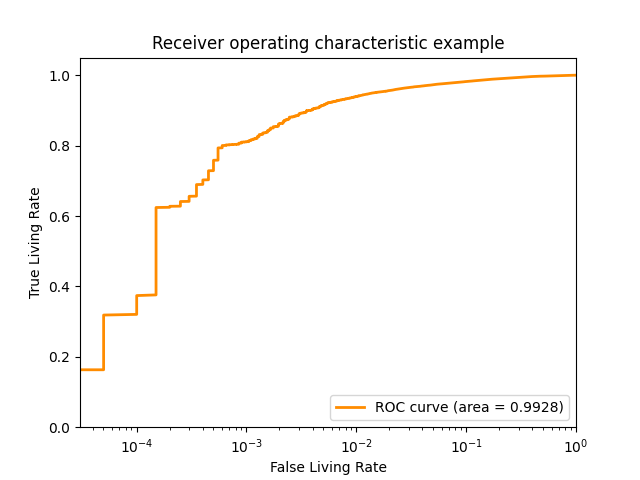 Receiver operating characteristic example
True Living Rate
1.0
0.8
0.6
0.4
0.2
0.0
10⁻⁴
10⁻³
10⁻²
10⁻¹
10⁰
False Living Rate
ROC curve (area = 0.9928)